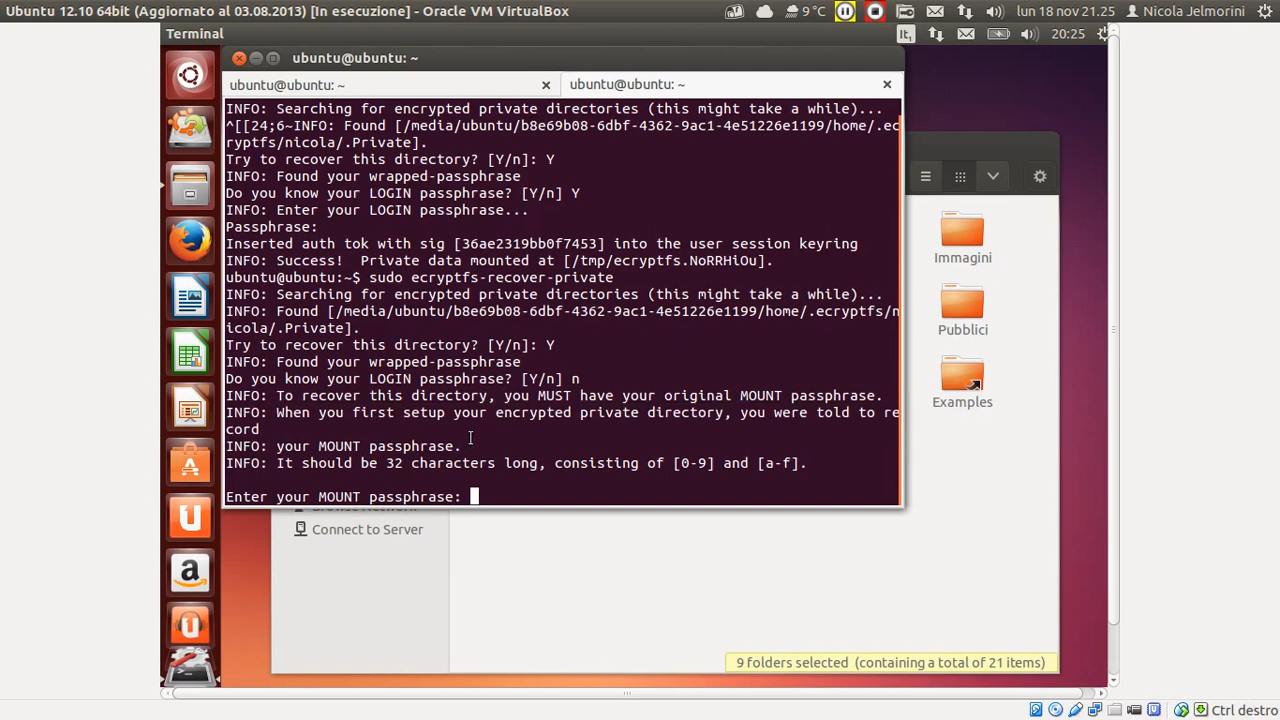 Ubuntu 12.10 64bit (Aggiornato al 03.08.2013) [In esecuzione] - Oracle VM VirtualBox
9 °C
lun 18 nov 21.25
Nicola Jelmorini
Terminal
It₁
20:25
ubuntu@ubuntu: ~
ubuntu@ubuntu: ~
ubuntu@ubuntu: ~
INFO: Searching for encrypted private directories (this might take a while)...
^[[24;6~INFO: Found [/media/ubuntu/b8e69b08-6dbf-4362-9ac1-4e51226e1199/home/.ec
ryptfs/nicola/.Private].
Try to recover this directory? [Y/n]: Y
INFO: Found your wrapped-passphrase
Do you know your LOGIN passphrase? [Y/n] Y
INFO: Enter your LOGIN passphrase...
Passphrase:
Inserted auth tok with sig [36ae2319bb0f7453] into the user session keyring
INFO: Success!  Private data mounted at [/tmp/ecryptfs.NoRRHiOu].
ubuntu@ubuntu:~$ sudo ecryptfs-recover-private
INFO: Searching for encrypted private directories (this might take a while)...
INFO: Found [/media/ubuntu/b8e69b08-6dbf-4362-9ac1-4e51226e1199/home/.ecryptfs/n
icola/.Private].
Try to recover this directory? [Y/n]: Y
INFO: Found your wrapped-passphrase
Do you know your LOGIN passphrase? [Y/n] n
INFO: To recover this directory, you MUST have your original MOUNT passphrase.
INFO: When you first setup your encrypted private directory, you were told to re
cord
INFO: your MOUNT passphrase.
INFO: It should be 32 characters long, consisting of [0-9] and [a-f].
Enter your MOUNT passphrase:
Immagini
Pubblici
Examples
Browse Network
Connect to Server
9 folders selected (containing a total of 21 items)
Ctrl destro